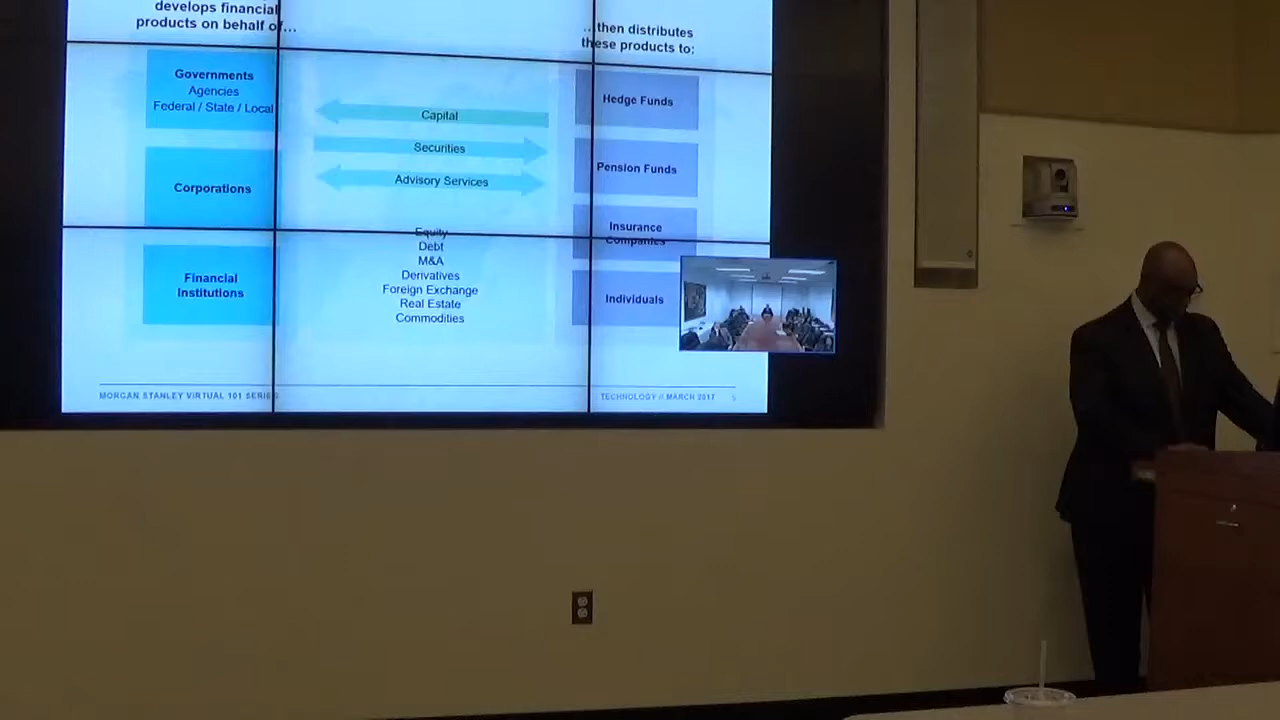 develops financial
products on behalf of…
…then distributes
these products to:
Governments
Agencies
Federal / State / Local
Corporations
Financial
Institutions
Capital
Securities
Advisory Services
Equity
Debt
M&A
Derivatives
Foreign Exchange
Real Estate
Commodities
Hedge Funds
Pension Funds
Insurance
Companies
Individuals
MORGAN STANLEY VIRTUAL 101 SERIES
TECHNOLOGY // MARCH 2017